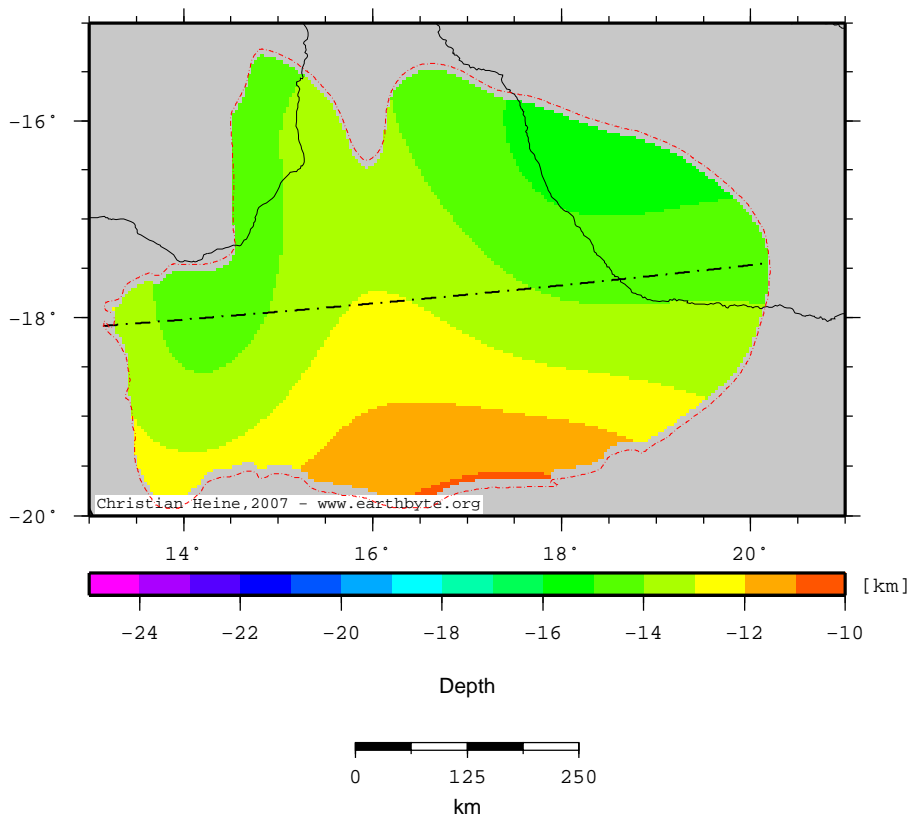 −16˚
−18˚
−20˚
Christian Heine,2007 − www.earthbyte.org
14˚ 16˚ 18˚ 20˚
[km]
−24 −22 −20 −18 −16 −14 −12 −10
Depth
0 125 250
km